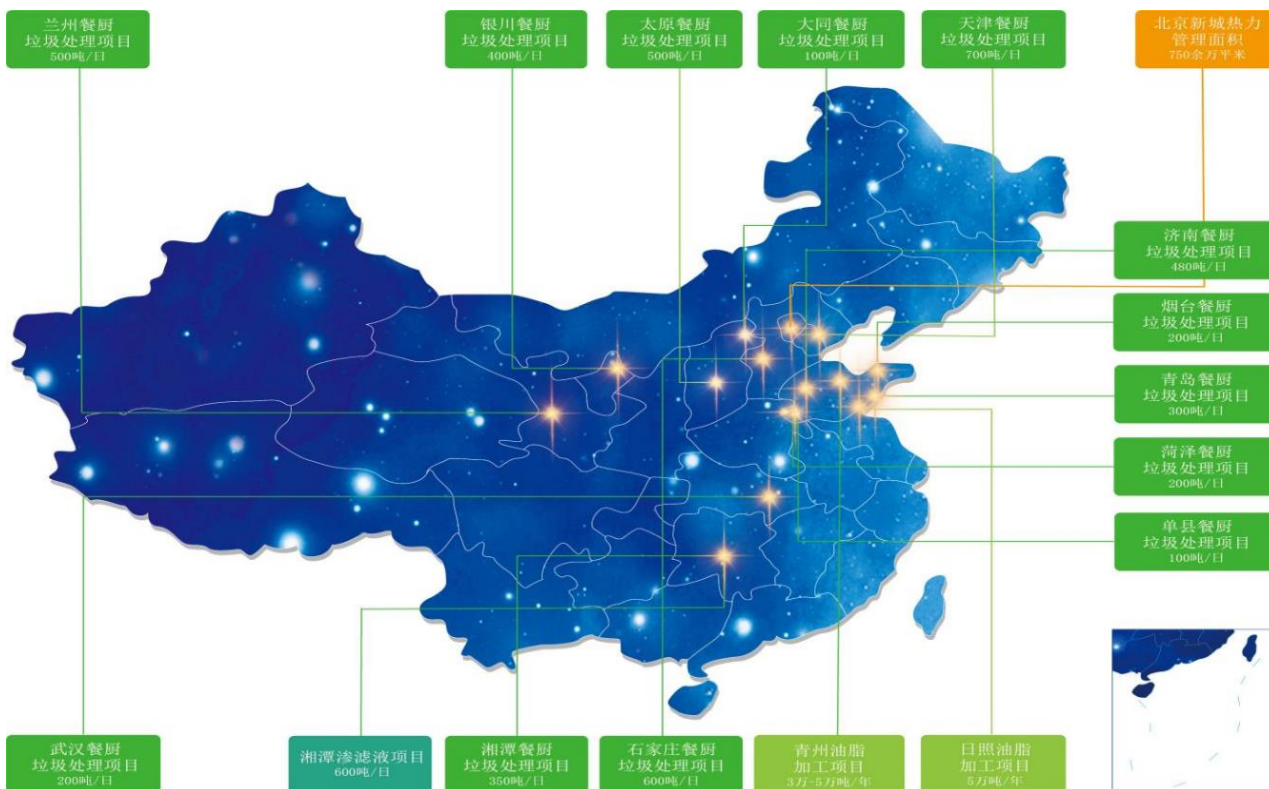 兰州餐厨
垃圾处理项目
500吨/日
银川餐厨
垃圾处理项目
400吨/日
太原餐厨
垃圾处理项目
500吨/日
大同餐厨
垃圾处理项目
100吨/日
天津餐厨
垃圾处理项目
700吨/日
北京新城热力
管理面积
750余万平米
济南餐厨
垃圾处理项目
480吨/日
烟台餐厨
垃圾处理项目
200吨/日
青岛餐厨
垃圾处理项目
300吨/日
菏泽餐厨
垃圾处理项目
200吨/日
单县餐厨
垃圾处理项目
100吨/日
武汉餐厨
垃圾处理项目
200吨/日
湘潭渗滤液项目
600吨/日
湘潭餐厨
垃圾处理项目
350吨/日
石家庄餐厨
垃圾处理项目
600吨/日
青州油脂
加工项目
3万-5万吨/年
日照油脂
加工项目
5万吨/年